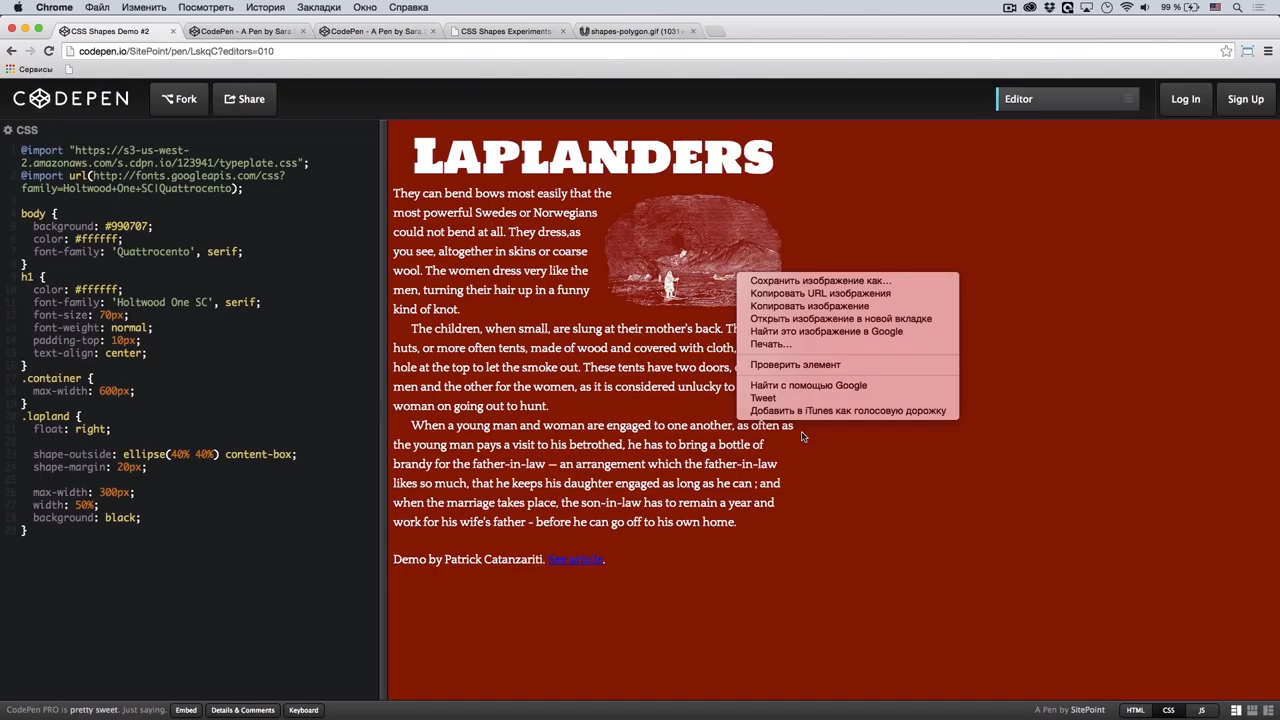 Chrome Файл Изменить Посмотреть История Закладки Окно Справка 99 %
CSS Shapes Demo #2
CodePen - A Pen by Sara
CodePen - A Pen by Sara
CSS Shapes Experiments
shapes-polygon.gif (1031×
codepen.io/SitePoint/pen/LskqC?editors=010
Сервисы
CODEPEN
Fork
Share
Editor
Log In
Sign Up
CSS
@import "https://s3-us-west-
2.amazonaws.com/s.cdpn.io/123941/typeplate.css";
@import url(http://fonts.googleapis.com/css?
family=Holtwood+One+SC|Quattrocento);
body {
background: #990707;
color: #ffffff;
font-family: 'Quattrocento', serif;
}
h1 {
color: #ffffff;
font-family: 'Holtwood One SC', serif;
font-size: 70px;
font-weight: normal;
padding-top: 10px;
text-align: center;
}
.container {
max-width: 600px;
}
.lapland {
float: right;
shape-outside: ellipse(40% 40%) content-box;
shape-margin: 20px;
max-width: 300px;
width: 50%;
background: black;
}
LAPLANDERS
They can bend bows most easily that the
most powerful Swedes or Norwegians
could not bend at all. They dress,as
you see, altogether in skins or coarse
wool. The women dress very like the
men, turning their hair up in a funny
kind of knot.
The children, when small, are slung at their mother's back. Th
huts, or more often tents, made of wood and covered with cloth,
hole at the top to let the smoke out. These tents have two doors,
men and the other for the women, as it is considered unlucky to
woman on going out to hunt.
When a young man and woman are engaged to one another, as often as
the young man pays a visit to his betrothed, he has to bring a bottle of
brandy for the father-in-law — an arrangement which the father-in-law
likes so much, that he keeps his daughter engaged as long as he can ; and
when the marriage takes place, the son-in-law has to remain a year and
work for his wife's father - before he can go off to his own home.
Demo by Patrick Catanzariti. See article.
Сохранить изображение как...
Копировать URL изображения
Копировать изображение
Открыть изображение в новой вкладке
Найти это изображение в Google
Печать...
Проверить элемент
Найти с помощью Google
Tweet
Добавить в iTunes как голосовую дорожку
CodePen PRO is pretty sweet. Just saying.
Embed
Details & Comments
Keyboard
A Pen by SitePoint
HTML
CSS
JS